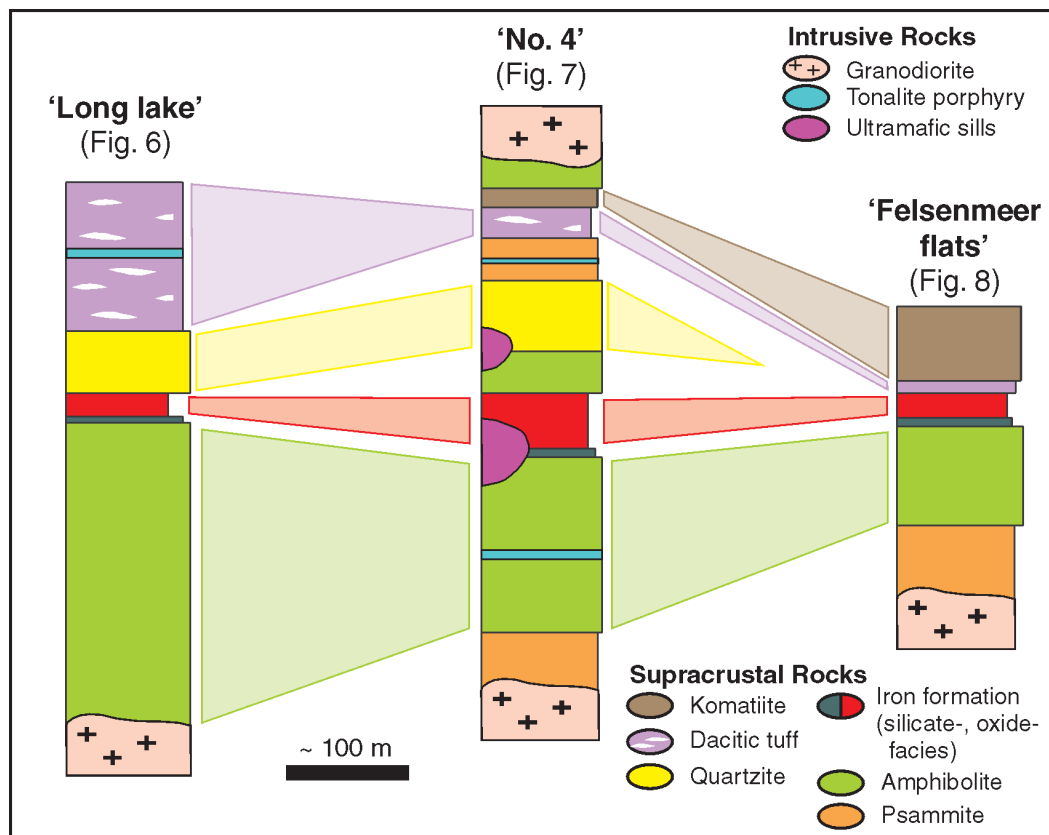 ‘Long lake’
(Fig. 6)
‘No. 4’
(Fig. 7)
‘Felsenmeer
flats’
(Fig. 8)
Intrusive Rocks
Granodiorite
Tonalite porphyry
Ultramafic sills
~ 100 m
Supracrustal Rocks
Komatiite
Dacitic tuff
Quartzite
Iron formation
(silicate-, oxide-
facies)
Amphibolite
Psammite